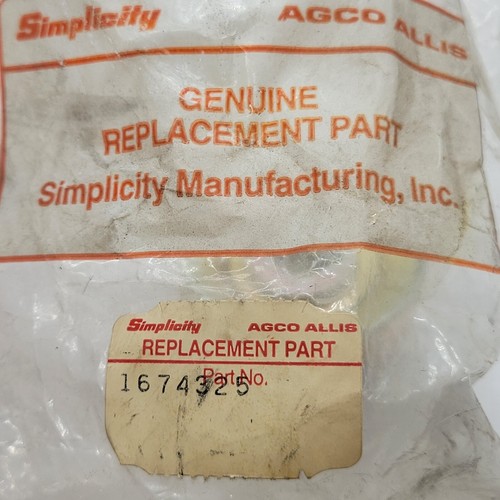 Simplicity AGCO ALLIS
GENUINE
REPLACEMENT PART
Simplicity Manufacturing, Inc.
Simplicity AGCO ALLIS
REPLACEMENT PART
Part No.
1674325